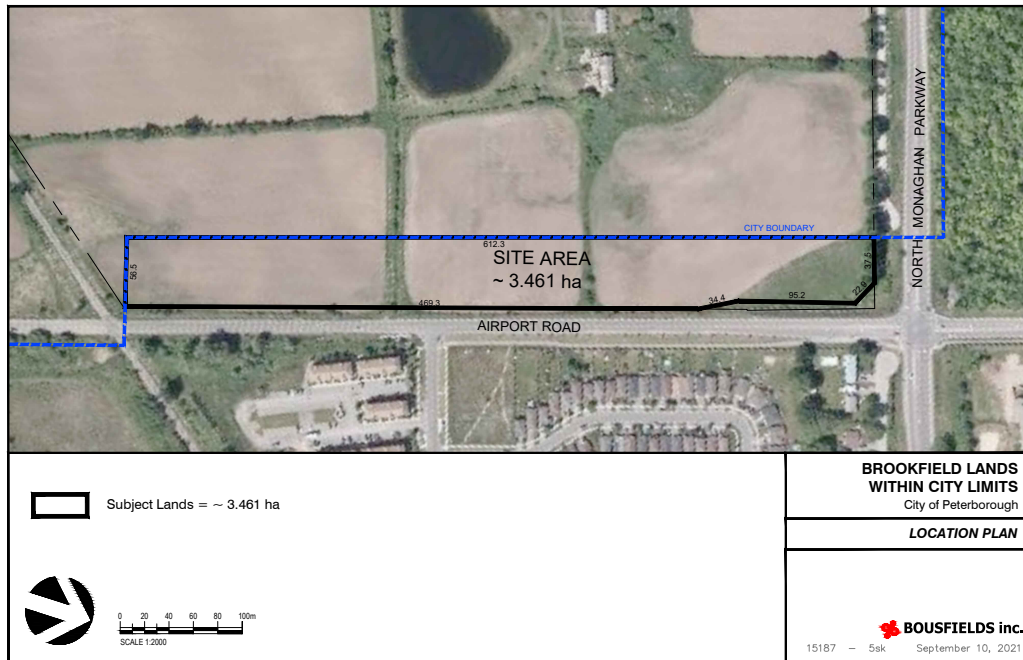 NORTH MONAGHAN PARKWAY
CITY BOUNDARY
612.3
SITE AREA
~ 3.461 ha
56.5
37.5
22.9
95.2
34.4
469.3
AIRPORT ROAD
Subject Lands = ~ 3.461 ha
0 20 40 60 80 100m
SCALE 1:2000
BROOKFIELD LANDS
WITHIN CITY LIMITS
City of Peterborough
LOCATION PLAN
BOUSFIELDS inc.
15187 – 5sk September 10, 2021